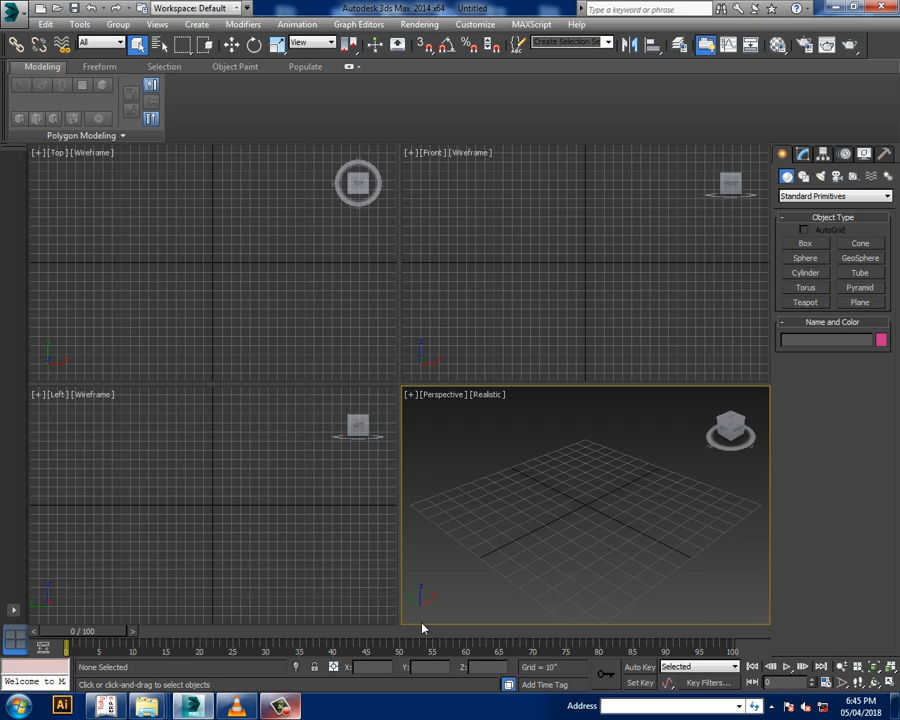 Workspace: Default
Autodesk 3ds Max 2014 x64 Untitled
Type a keyword or phrase
Edit Tools Group Views Create Modifiers Animation Graph Editors Rendering Customize MAXScript Help
All View Create Selection Se
Modeling Freeform Selection Object Paint Populate
Polygon Modeling
[+] [Top] [Wireframe]
TOP
[+] [Front] [Wireframe]
FRONT
Standard Primitives
- Object Type
AutoGrid
Box Cone
Sphere GeoSphere
Cylinder Tube
Torus Pyramid
Teapot Plane
- Name and Color
[+] [Left] [Wireframe]
LEFT
[+] [Perspective] [Realistic]
< 0 / 100 >
0 5 10 15 20 25 30 35 40 45 50 55 60 65 70 75 80 85 90 95 100
None Selected X: Y: Z: Grid = 10" Auto Key Selected
Welcome to M Click or click-and-drag to select objects Add Time Tag Set Key Key Filters... 0
Ai Address 6:45 PM
05/04/2018